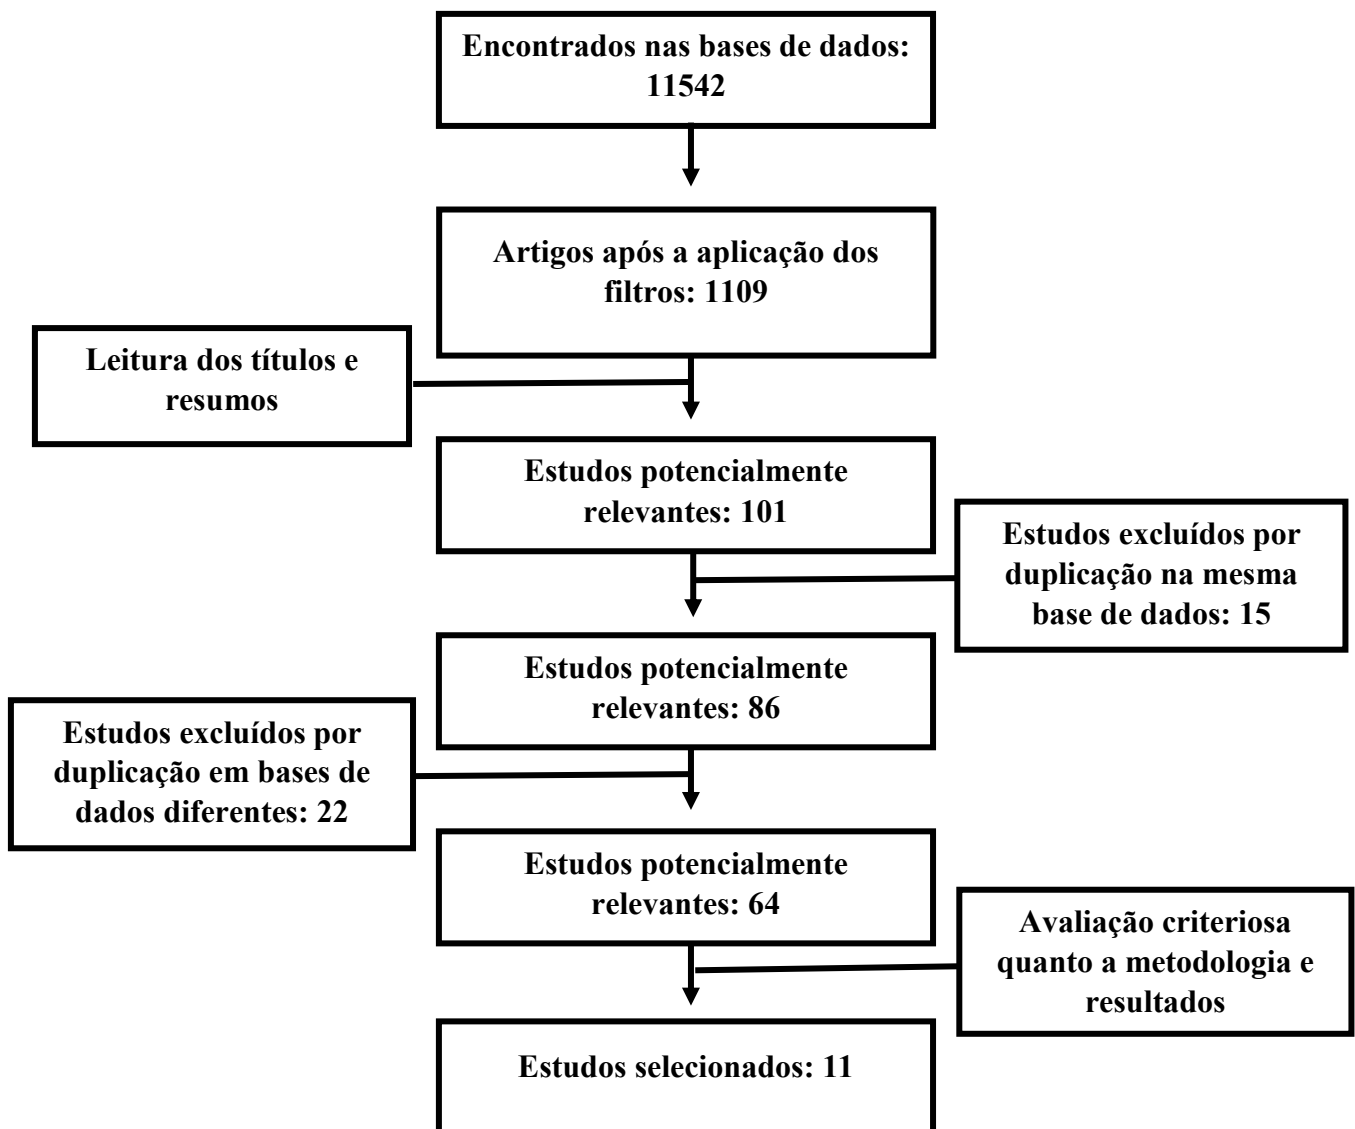 Encontrados nas bases de dados:
11542
Artigos após a aplicação dos
filtros: 1109
Leitura dos títulos e
resumos
Estudos potencialmente
relevantes: 101
Estudos excluídos por
duplicação na mesma
base de dados: 15
Estudos potencialmente
relevantes: 86
Estudos excluídos por
duplicação em bases de
dados diferentes: 22
Estudos potencialmente
relevantes: 64
Avaliação criteriosa
quanto a metodologia e
resultados
Estudos selecionados: 11